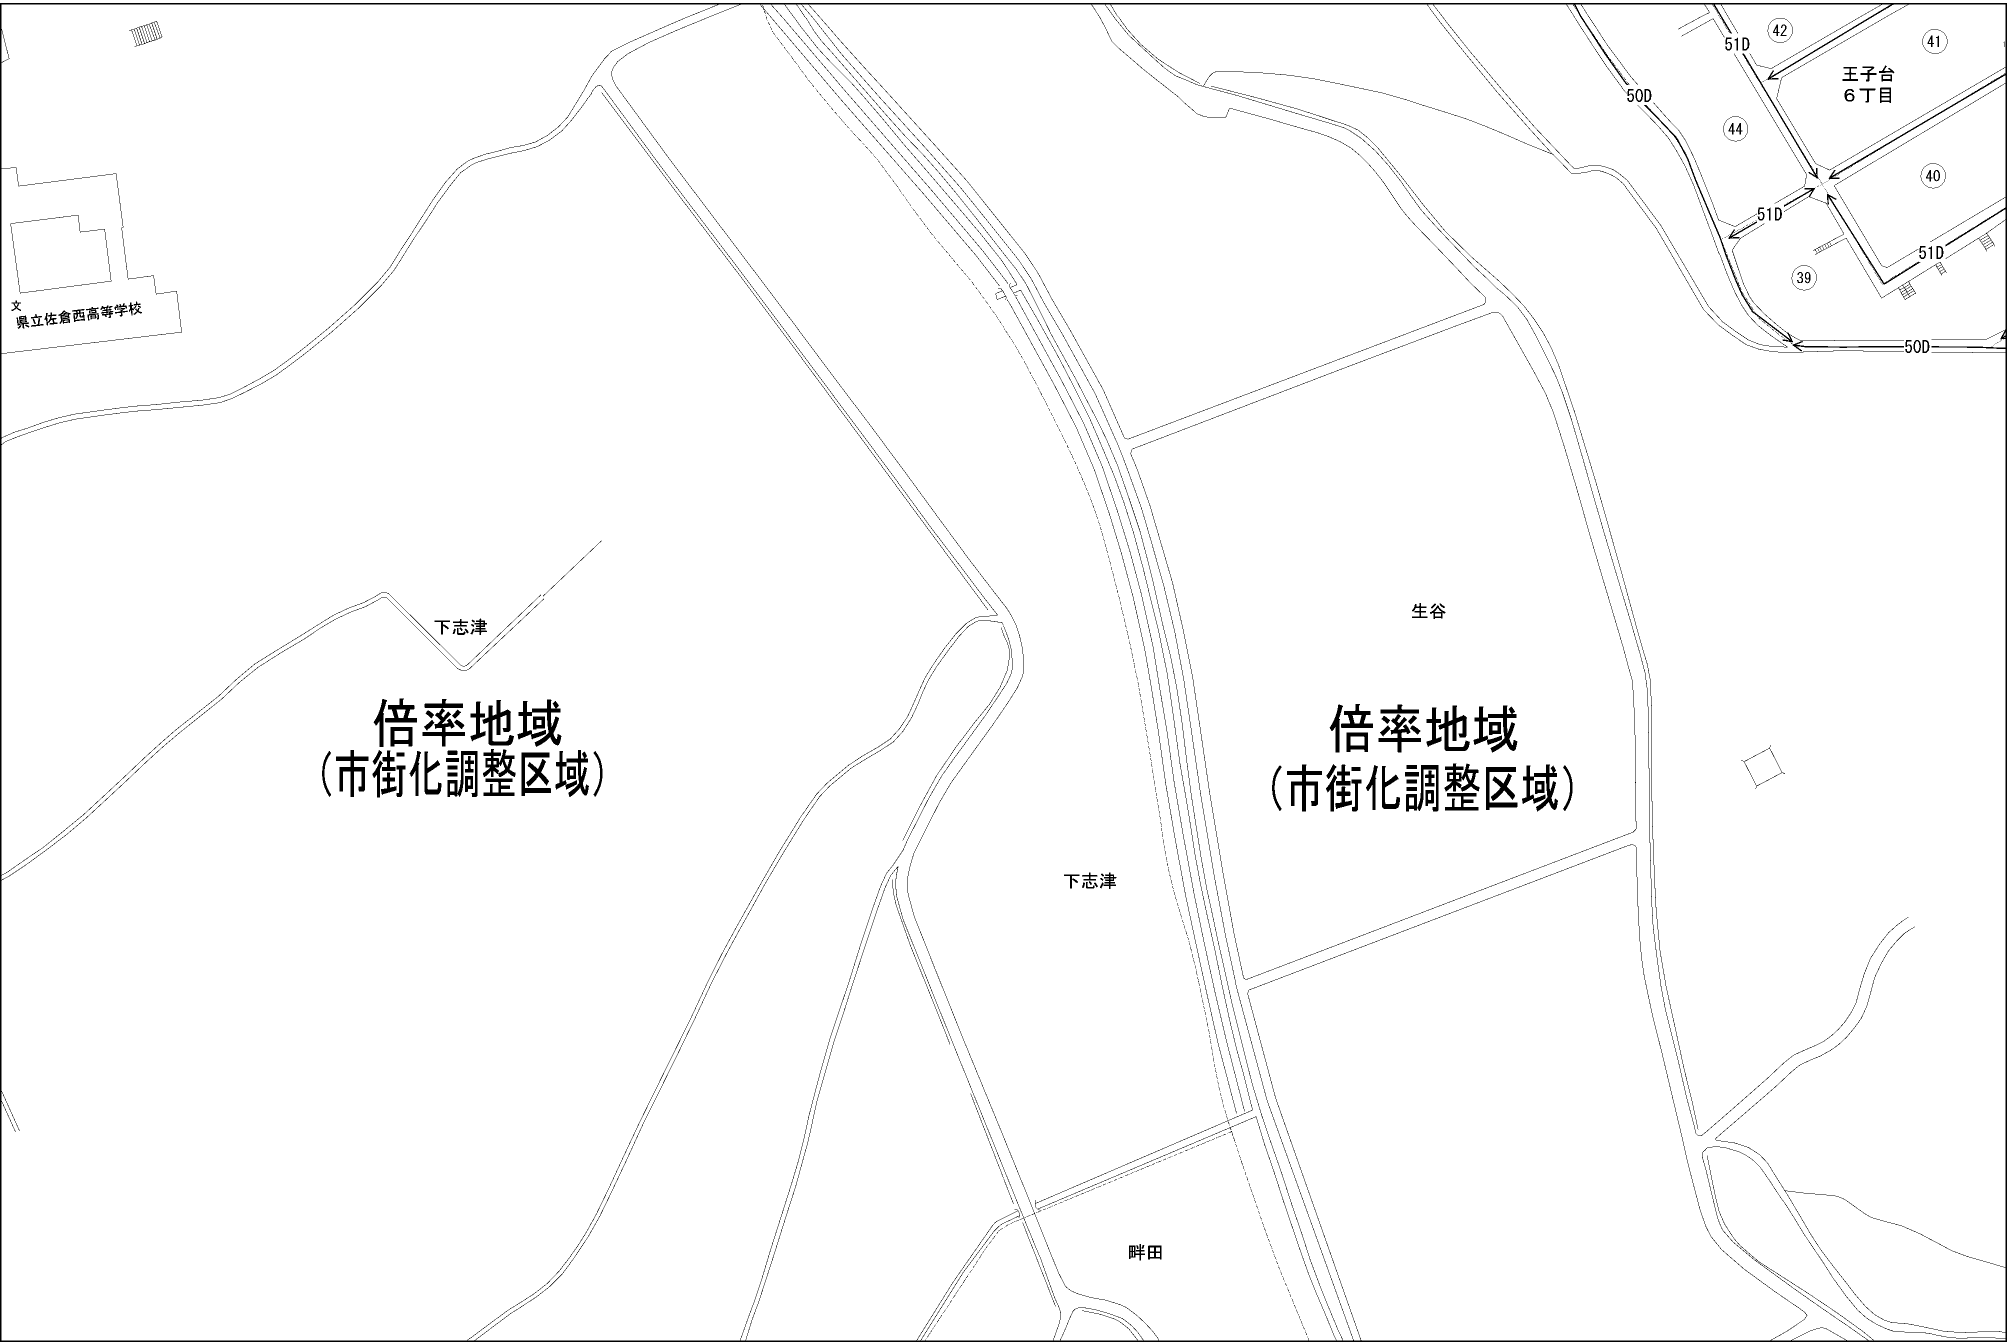 42
41
51D
王子台
6丁目
50D
44
40
51D
51D
39
50D
文
県立佐倉西高等学校
下志津
生谷
倍率地域
(市街化調整区域)
倍率地域
(市街化調整区域)
下志津
畔田